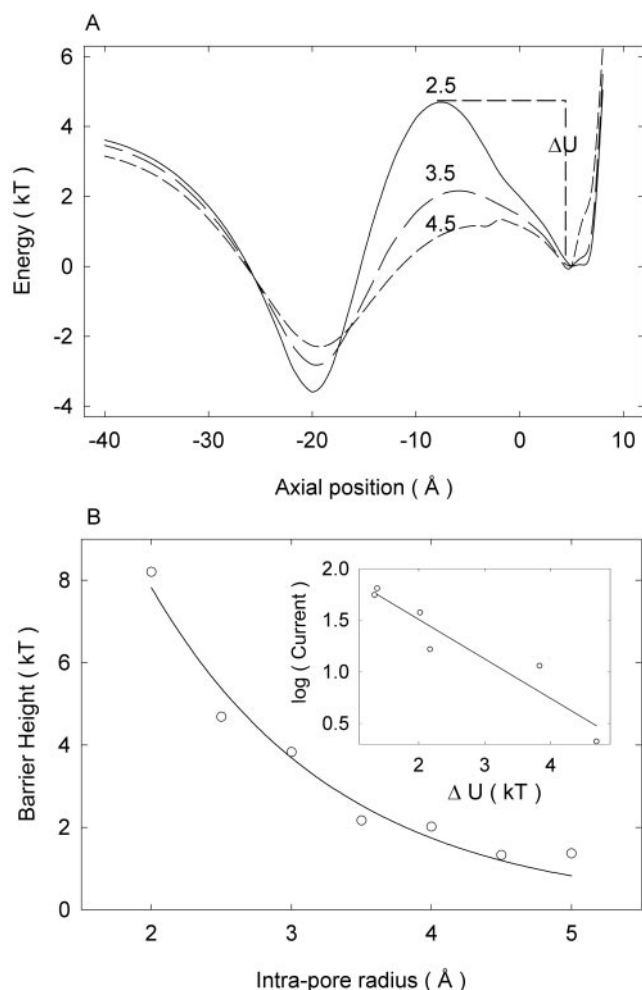 A
6
4
2
0
-2
-4
Energy ( kT )
2.5
ΔU
3.5
4.5
-40 -30 -20 -10 0 10
Axial position ( Å )
B
8
6
4
2
0
Barrier Height ( kT )
2.0
1.5
1.0
0.5
log ( Current )
2 3 4
Δ U ( kT )
2 3 4 5
Intra-pore radius ( Å )